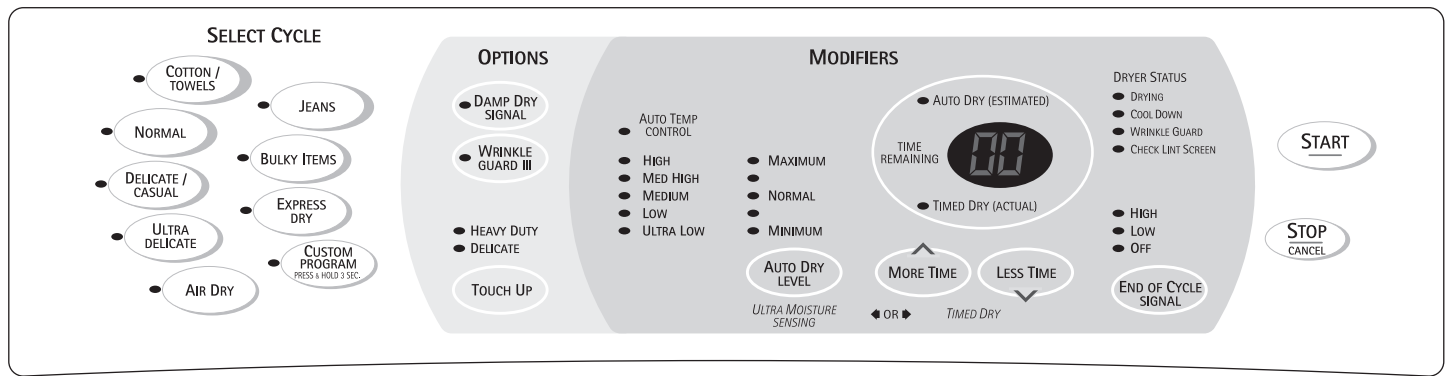 SELECT CYCLE
COTTON /
TOWELS
JEANS
NORMAL
BULKY ITEMS
DELICATE /
CASUAL
EXPRESS
DRY
ULTRA
DELICATE
CUSTOM
PROGRAM
PRESS & HOLD 3 SEC.
AIR DRY
OPTIONS
DAMP DRY
SIGNAL
WRINKLE
GUARD III
HEAVY DUTY
DELICATE
TOUCH UP
MODIFIERS
AUTO TEMP
CONTROL
HIGH
MED HIGH
MEDIUM
LOW
ULTRA LOW
MAXIMUM
NORMAL
MINIMUM
AUTO DRY
LEVEL
ULTRA MOISTURE
SENSING
OR
TIMED DRY
AUTO DRY (ESTIMATED)
TIME
REMAINING
00
TIMED DRY (ACTUAL)
MORE TIME
LESS TIME
DRYER STATUS
DRYING
COOL DOWN
WRINKLE GUARD
CHECK LINT SCREEN
HIGH
LOW
OFF
END OF CYCLE
SIGNAL
START
STOP
CANCEL